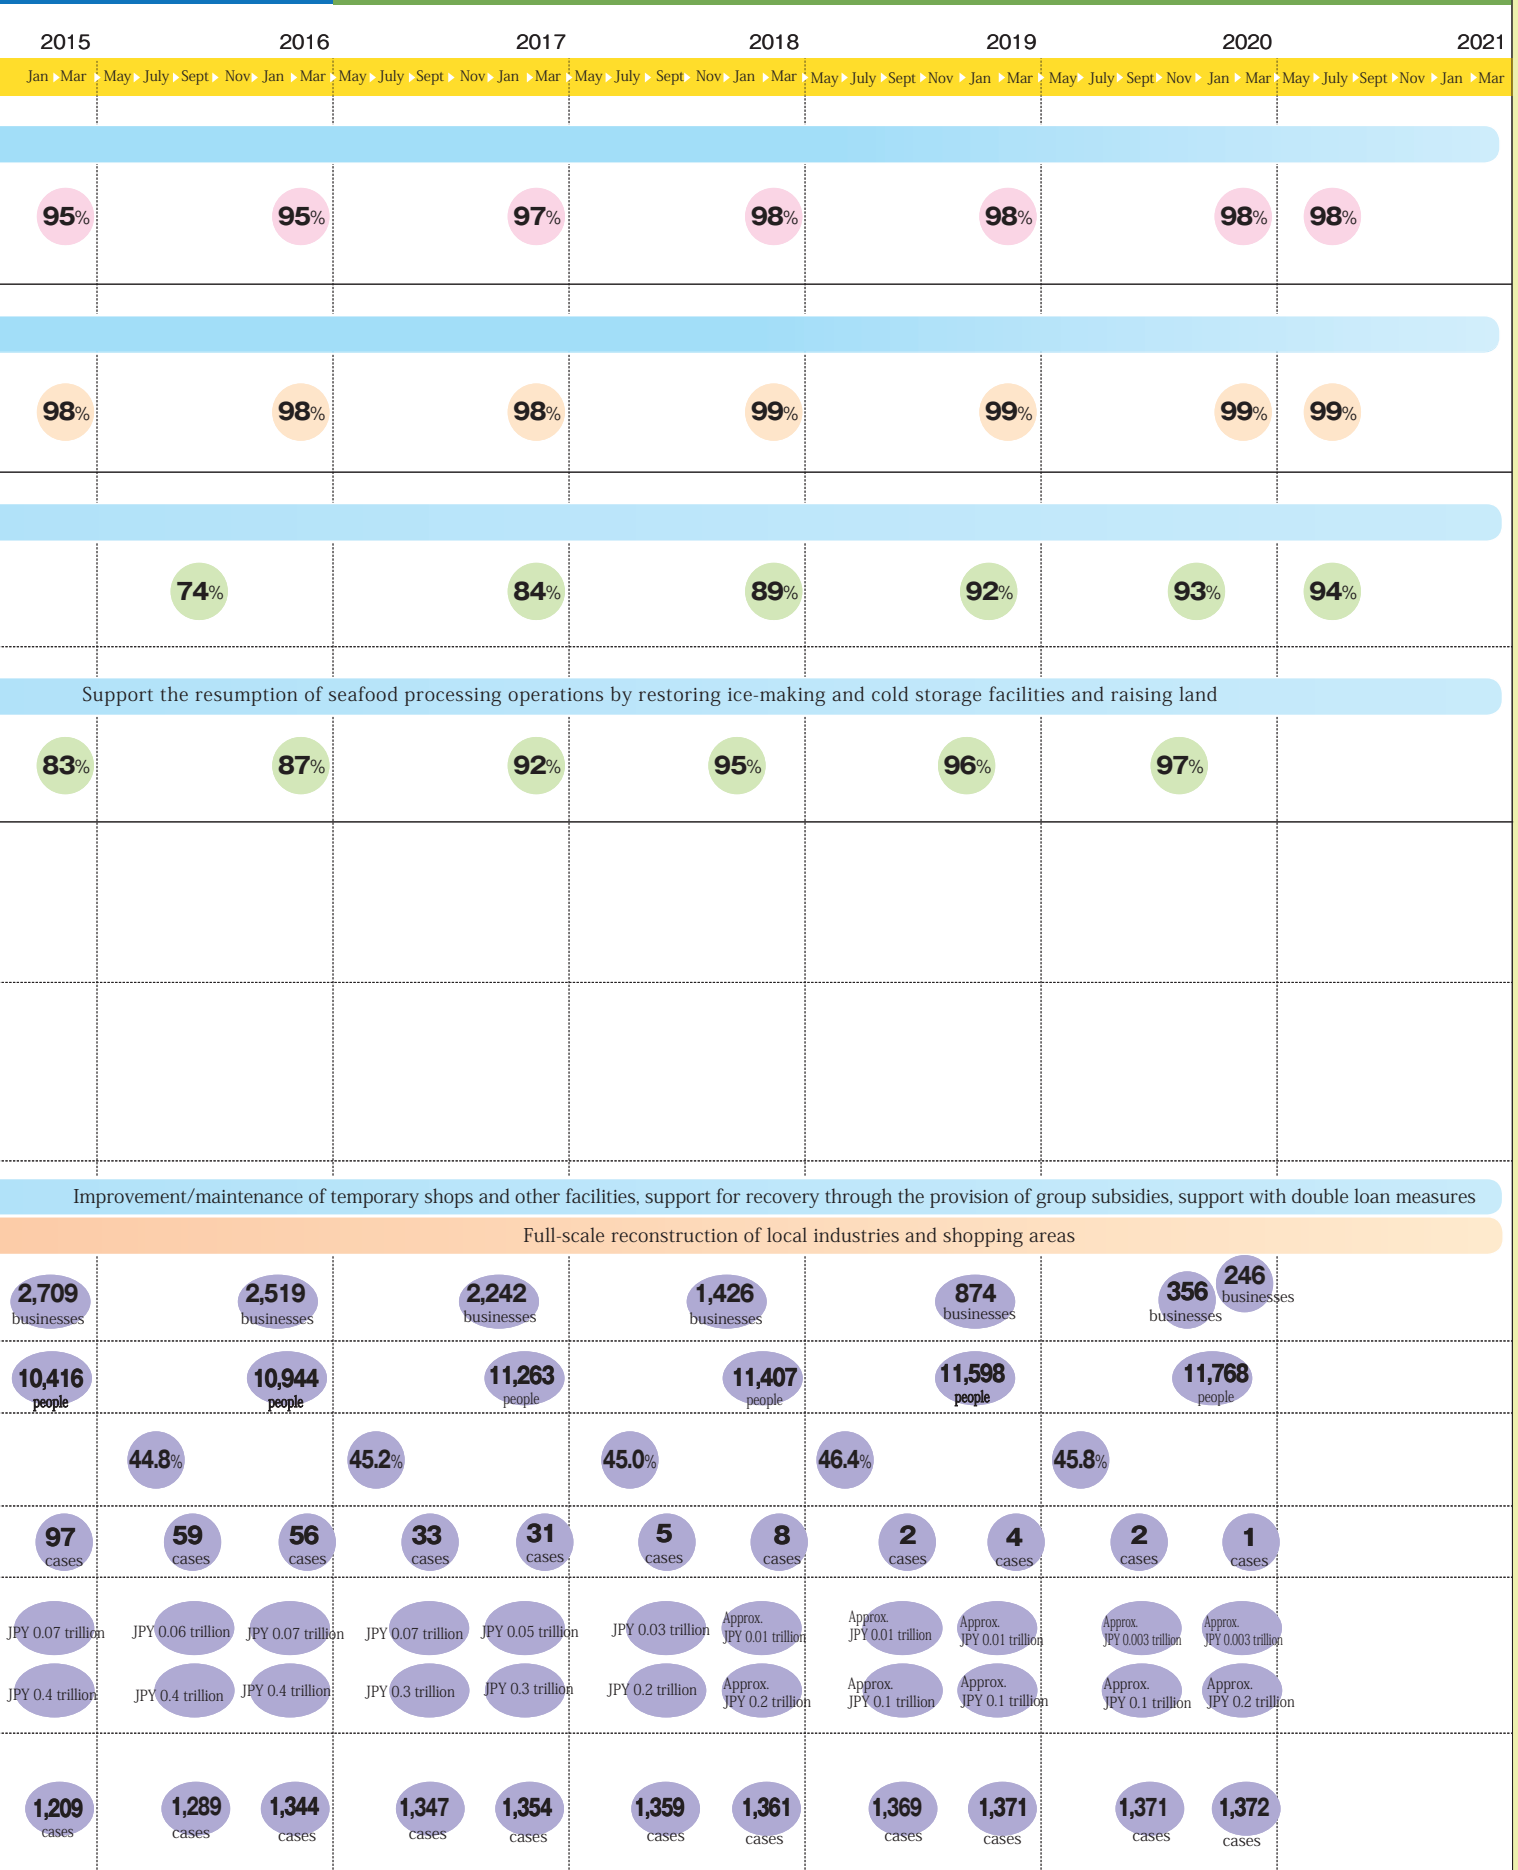 2015 2016 2017 2018 2019 2020 2021
Jan Mar May July Sept Nov Jan Mar May July Sept Nov Jan Mar May July Sept Nov Jan Mar May July Sept Nov Jan Mar May July Sept Nov Jan Mar May July Sept Nov Jan Mar
95% 95% 97% 98% 98% 98% 98%
98% 98% 98% 99% 99% 99% 99%
74% 84% 89% 92% 93% 94%
Support the resumption of seafood processing operations by restoring ice-making and cold storage facilities and raising land
83% 87% 92% 95% 96% 97%
Improvement/maintenance of temporary shops and other facilities, support for recovery through the provision of group subsidies, support with double loan measures
Full-scale reconstruction of local industries and shopping areas
2,709 2,519 2,242 1,426 874 356 246
businesses businesses businesses businesses businesses businesses businesses
10,416 10,944 11,263 11,407 11,598 11,768
people people people people people people
44.8% 45.2% 45.0% 46.4% 45.8%
97 59 56 33 31 5 8 2 4 2 1
cases cases cases cases cases cases cases cases cases cases cases
Approx. Approx. Approx. Approx. Approx.
JPY 0.07 trillion JPY 0.06 trillion JPY 0.07 trillion JPY 0.07 trillion JPY 0.05 trillion JPY 0.03 trillion JPY 0.01 trillion JPY 0.01 trillion JPY 0.01 trillion JPY 0.003 trillion JPY 0.003 trillion
Approx. Approx. Approx. Approx. Approx.
JPY 0.4 trillion JPY 0.4 trillion JPY 0.4 trillion JPY 0.3 trillion JPY 0.3 trillion JPY 0.2 trillion JPY 0.2 trillion JPY 0.1 trillion JPY 0.1 trillion JPY 0.1 trillion JPY 0.2 trillion
1,209 1,289 1,344 1,347 1,354 1,359 1,361 1,369 1,371 1,371 1,372
cases cases cases cases cases cases cases cases cases cases cases